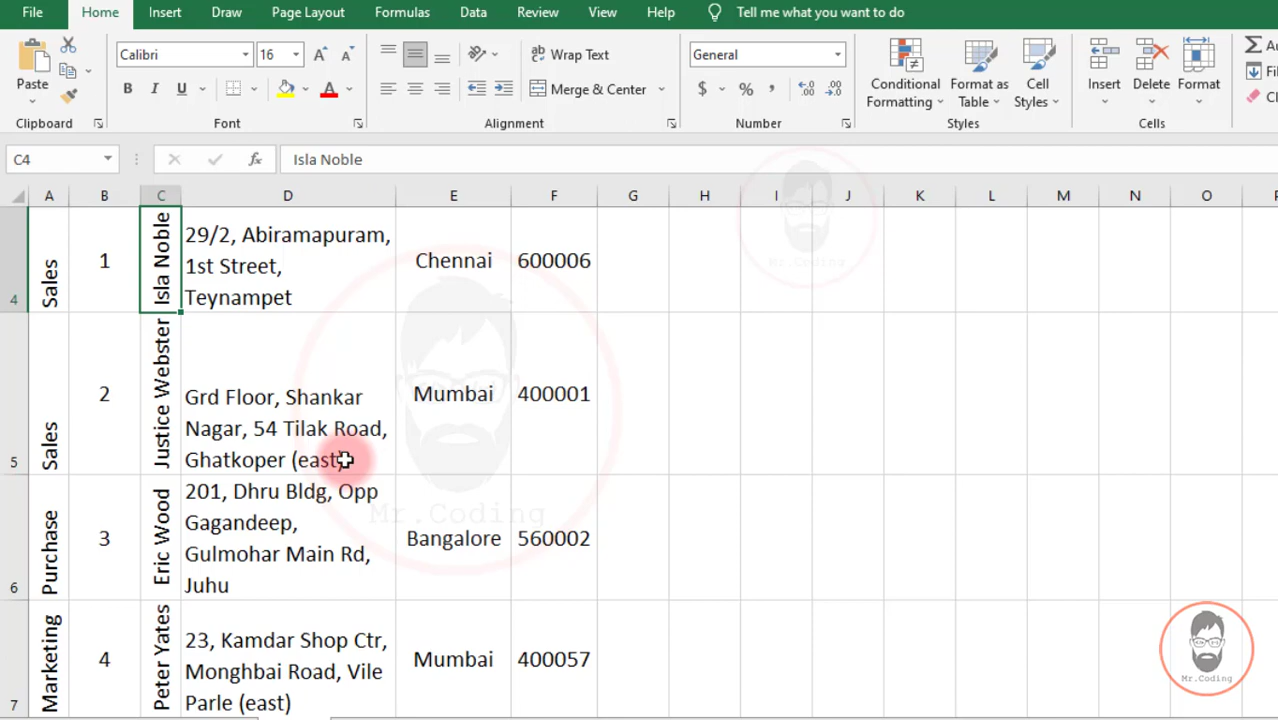 File Home Insert Draw Page Layout Formulas Data Review View Help Tell me what you want to do
Calibri 16 Wrap Text General
Paste B I U Merge & Center $ % , Conditional Formatting Format as Table Cell Styles Insert Delete Format
Clipboard Font Alignment Number Styles Cells
C4 fx Isla Noble
A B C D E F G H I J K L M N O
4 Sales 1 Isla Noble 29/2, Abiramapuram,
1st Street,
Teynampet Chennai 600006
5 Sales 2 Justice Webster Grd Floor, Shankar
Nagar, 54 Tilak Road,
Ghatkoper (east) Mumbai 400001
6 Purchase 3 Eric Wood 201, Dhru Bldg, Opp
Gagandeep,
Gulmohar Main Rd,
Juhu Bangalore 560002
7 Marketing 4 Peter Yates 23, Kamdar Shop Ctr,
Monghbai Road, Vile
Parle (east) Mumbai 400057
Mr.Coding
Mr.Coding
Mr.Coding